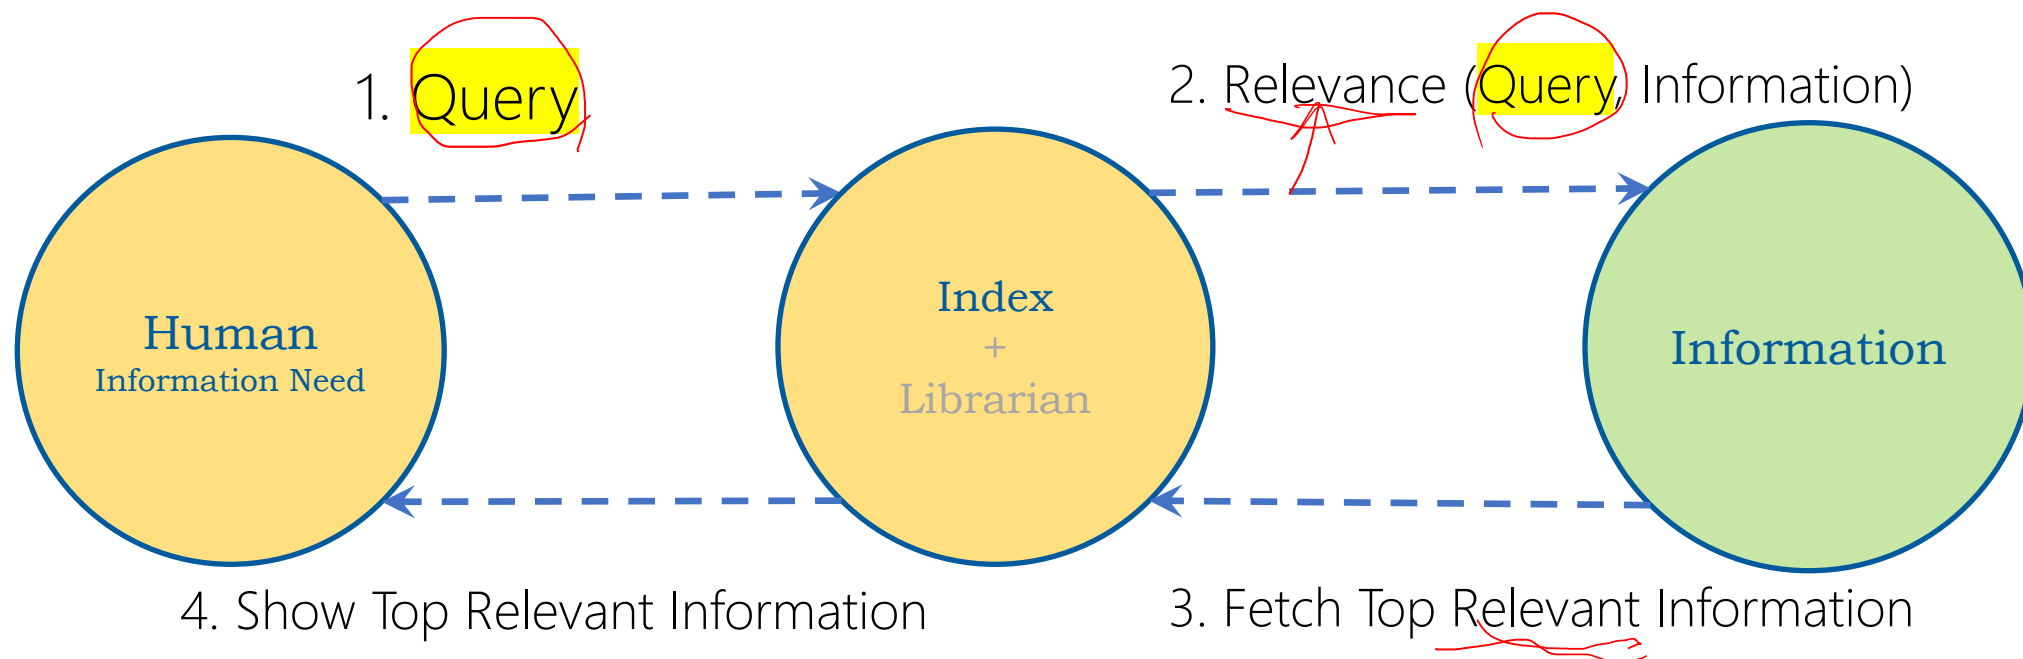 1. Query
2. Relevance (Query, Information)
Human
Information Need
Index
+
Librarian
Information
4. Show Top Relevant Information
3. Fetch Top Relevant Information